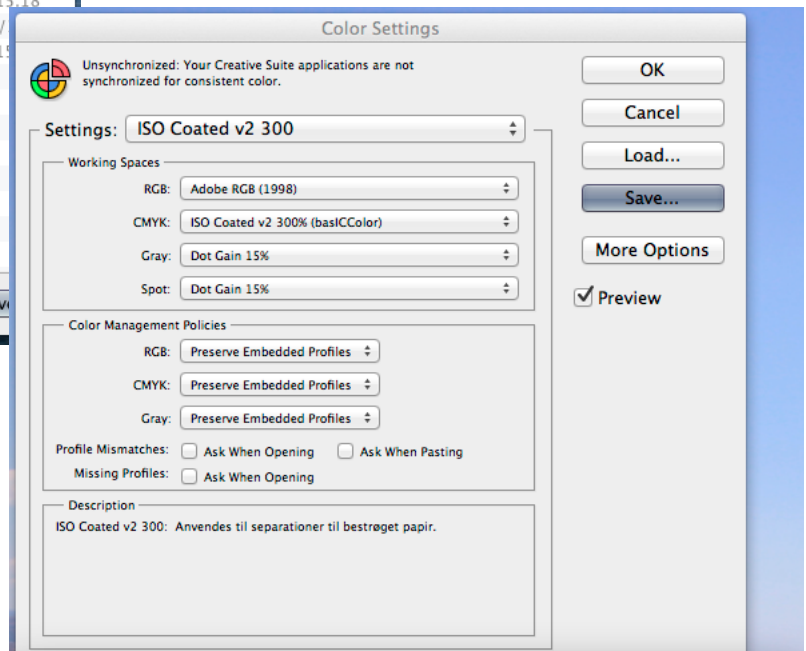 13.18
Color Settings
Unsynchronized: Your Creative Suite applications are not
synchronized for consistent color.
OK
Cancel
Load...
Save...
More Options
Preview
Settings: ISO Coated v2 300
Working Spaces
RGB: Adobe RGB (1998)
CMYK: ISO Coated v2 300% (basICColor)
Gray: Dot Gain 15%
Spot: Dot Gain 15%
Color Management Policies
RGB: Preserve Embedded Profiles
CMYK: Preserve Embedded Profiles
Gray: Preserve Embedded Profiles
Profile Mismatches: Ask When Opening Ask When Pasting
Missing Profiles: Ask When Opening
Description
ISO Coated v2 300: Anvendes til separationer til bestrøget papir.